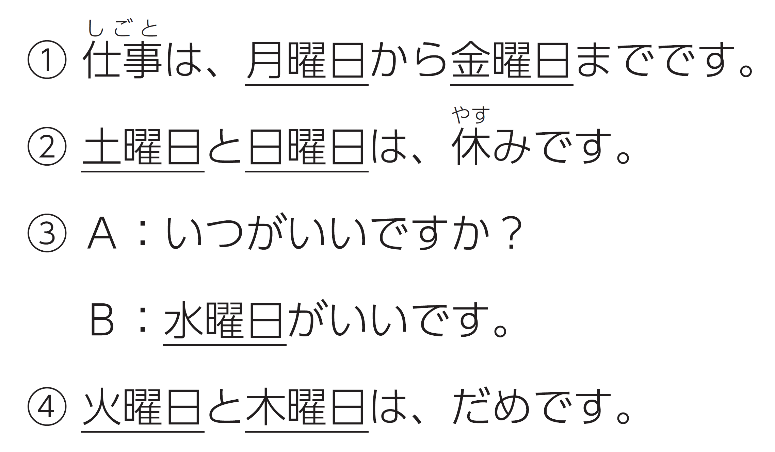 しごと
① 仕事は、月曜日から金曜日までです。
やす
② 土曜日と日曜日は、休みです。
③ A：いつがいいですか？
B：水曜日がいいです。
④ 火曜日と木曜日は、だめです。